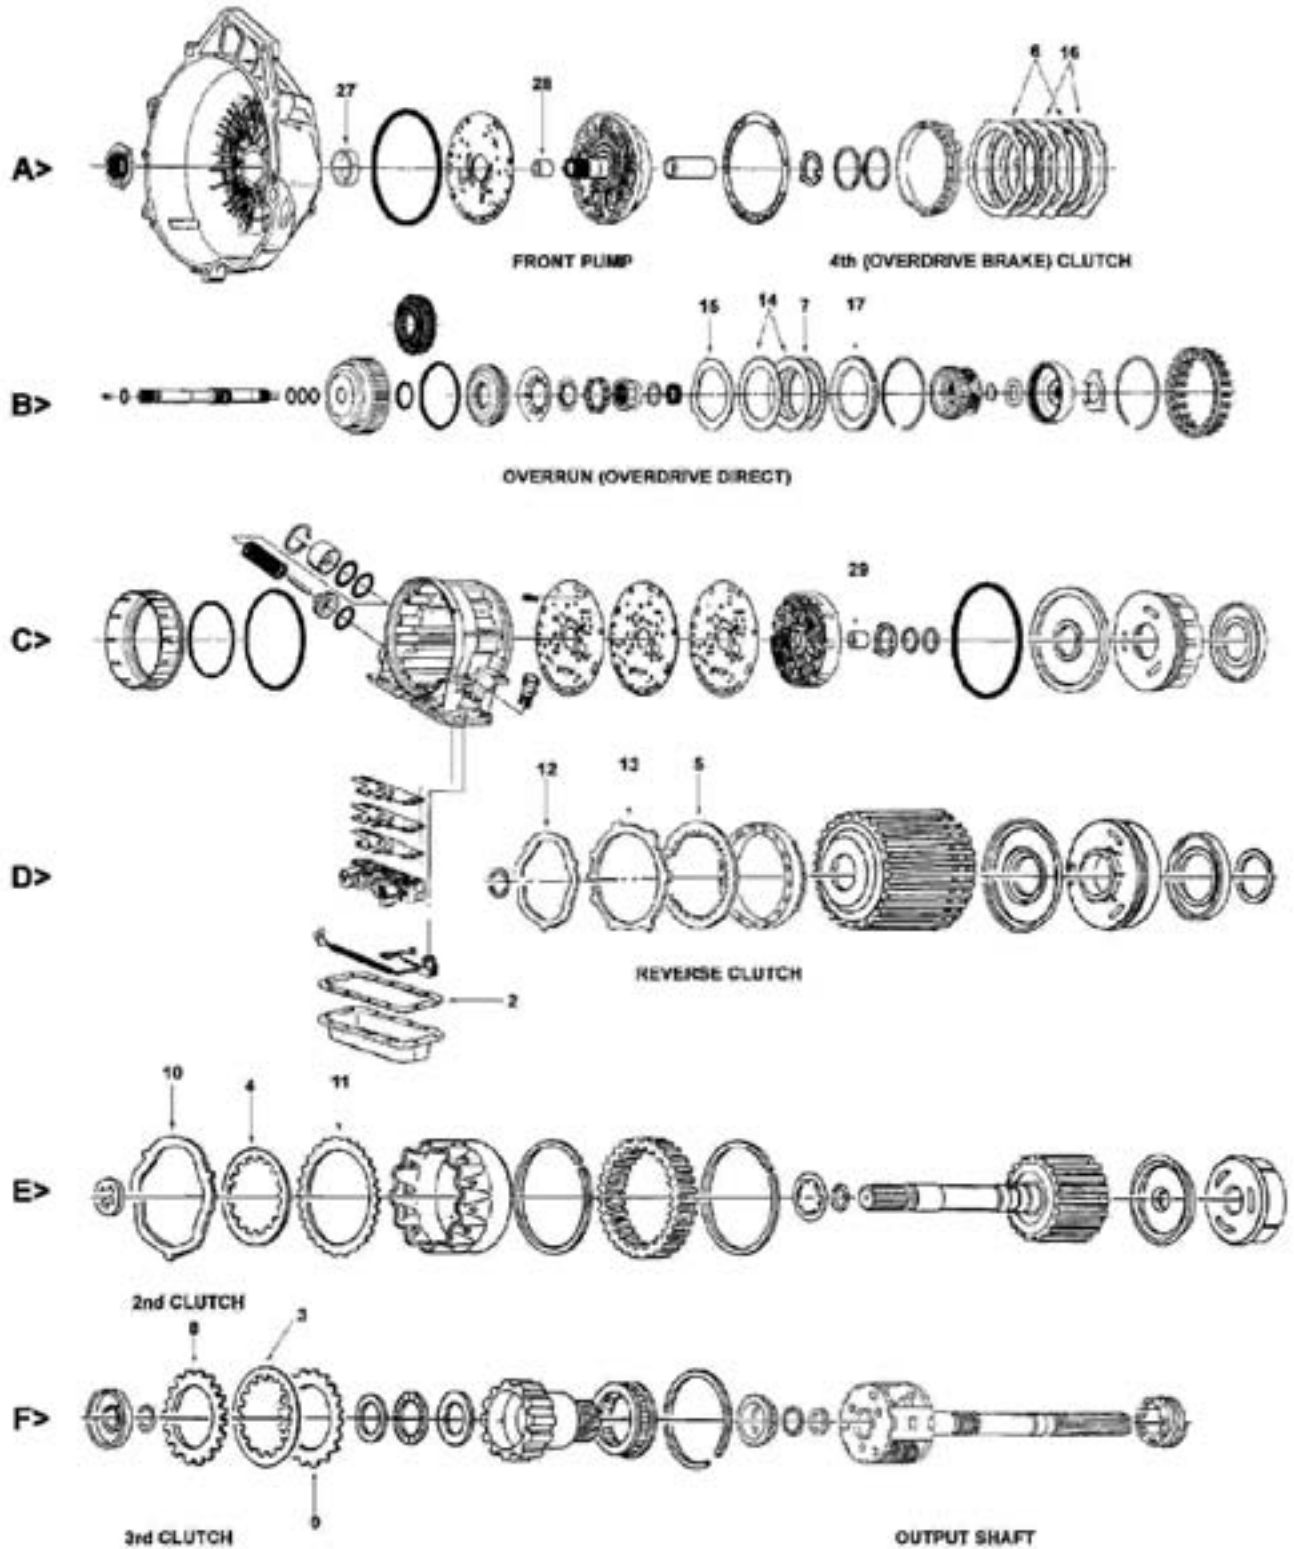 6 16
27
28
A>
FRONT PUMP
4th (OVERDRIVE BRAKE) CLUTCH
15 14 7 17
B>
OVERRUN (OVERDRIVE DIRECT)
29
C>
12 13 5
D>
REVERSE CLUTCH
2
10 4 11
E>
2nd CLUTCH
3
8
F>
9
3rd CLUTCH
OUTPUT SHAFT